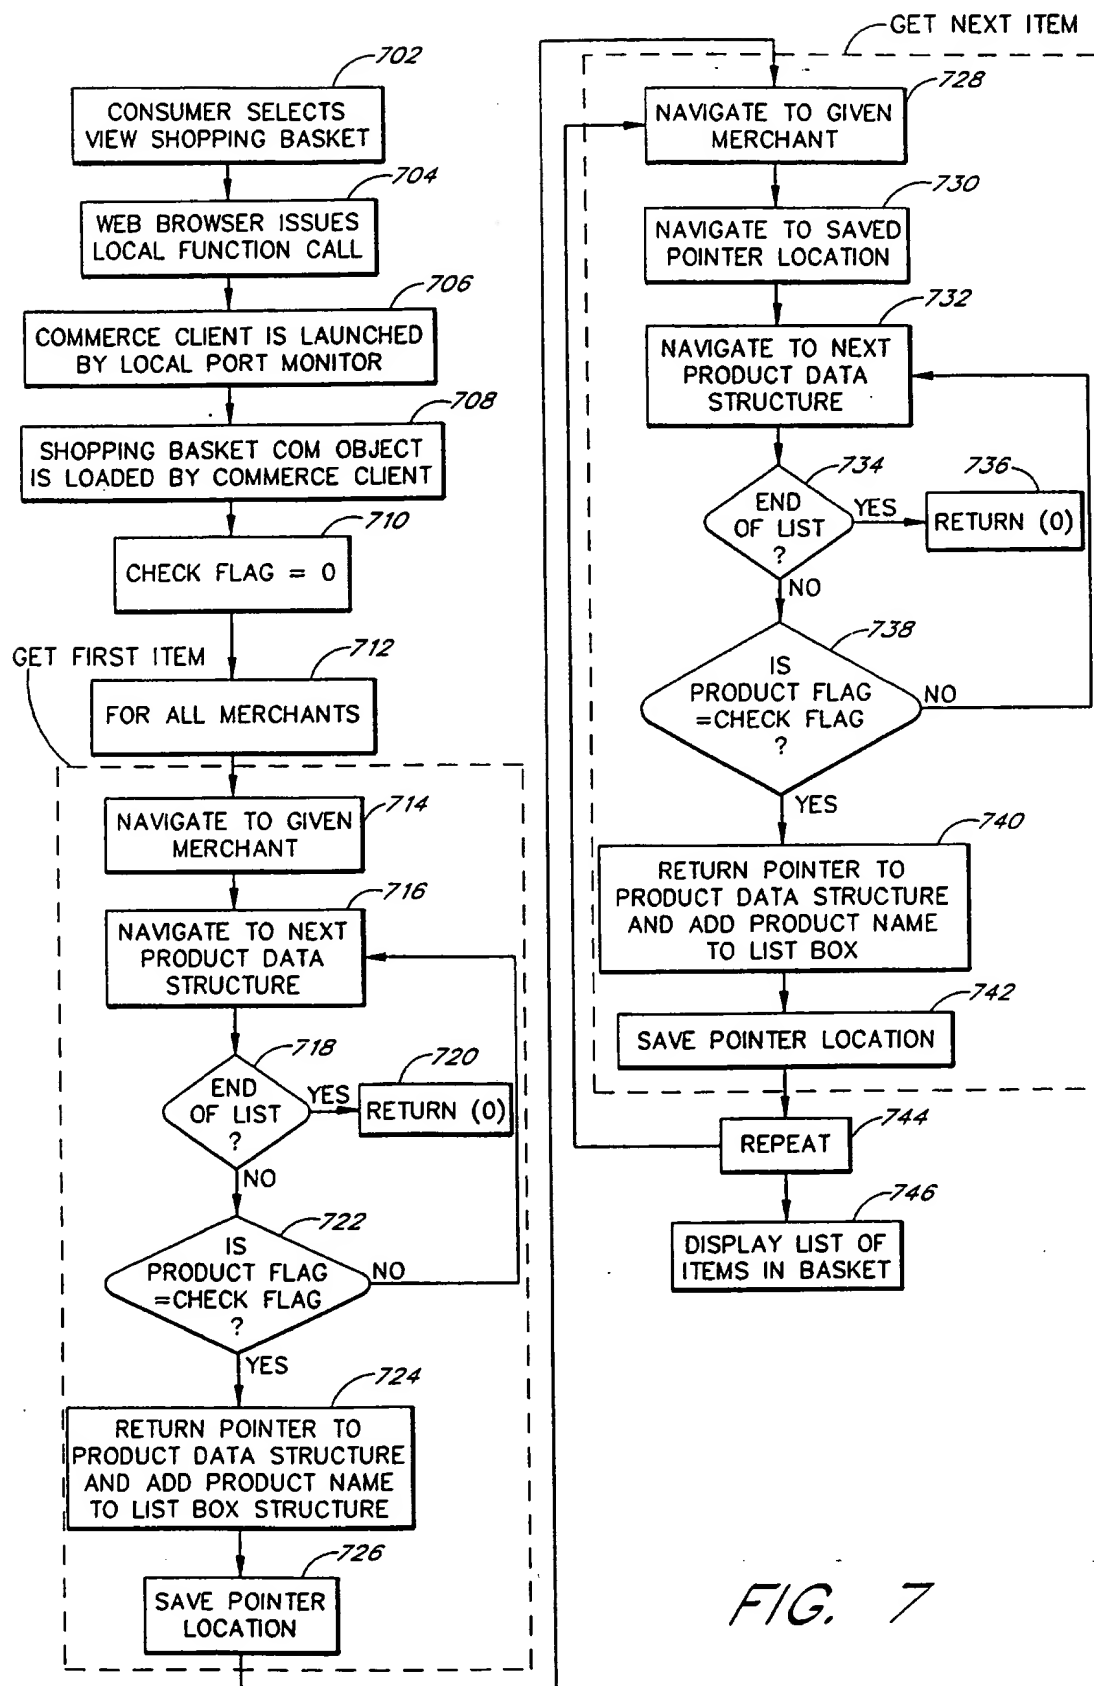 702
CONSUMER SELECTS
VIEW SHOPPING BASKET
704
WEB BROWSER ISSUES
LOCAL FUNCTION CALL
706
COMMERCE CLIENT IS LAUNCHED
BY LOCAL PORT MONITOR
708
SHOPPING BASKET COM OBJECT
IS LOADED BY COMMERCE CLIENT
710
CHECK FLAG = 0
GET FIRST ITEM
712
FOR ALL MERCHANTS
714
NAVIGATE TO GIVEN
MERCHANT
716
NAVIGATE TO NEXT
PRODUCT DATA
STRUCTURE
718
END
OF LIST
?
YES
720
RETURN (0)
NO
722
IS
PRODUCT FLAG
=CHECK FLAG
?
NO
YES
724
RETURN POINTER TO
PRODUCT DATA STRUCTURE
AND ADD PRODUCT NAME
TO LIST BOX STRUCTURE
726
SAVE POINTER
LOCATION
GET NEXT ITEM
728
NAVIGATE TO GIVEN
MERCHANT
730
NAVIGATE TO SAVED
POINTER LOCATION
732
NAVIGATE TO NEXT
PRODUCT DATA
STRUCTURE
734
END
OF LIST
?
YES
736
RETURN (0)
NO
738
IS
PRODUCT FLAG
=CHECK FLAG
?
NO
YES
740
RETURN POINTER TO
PRODUCT DATA STRUCTURE
AND ADD PRODUCT NAME
TO LIST BOX
742
SAVE POINTER LOCATION
744
REPEAT
746
DISPLAY LIST OF
ITEMS IN BASKET
FIG. 7